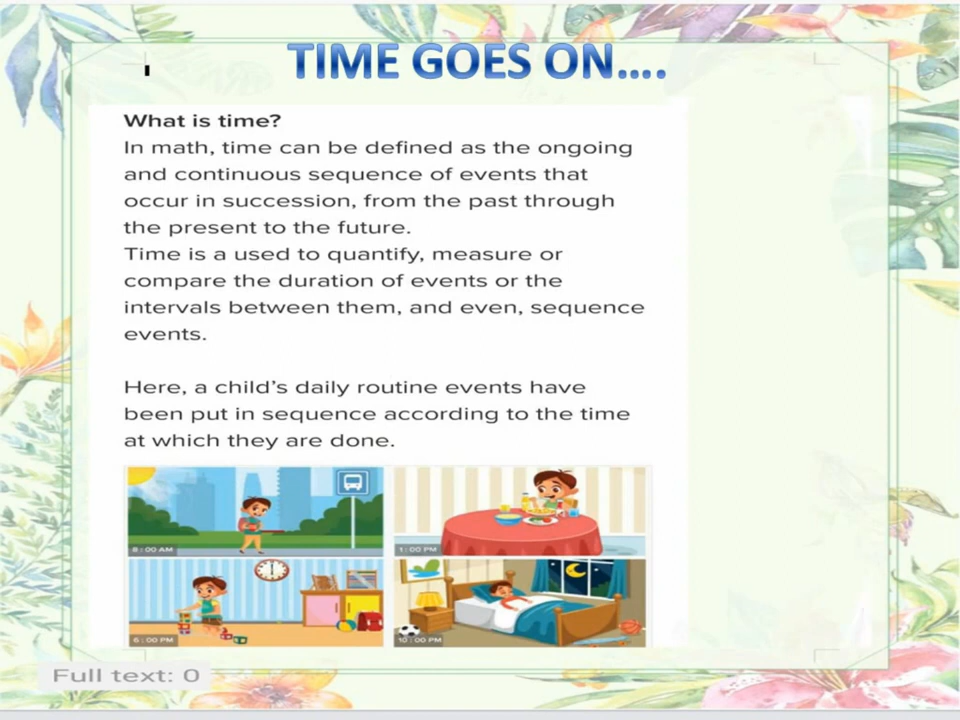 TIME GOES ON....
What is time?
In math, time can be defined as the ongoing
and continuous sequence of events that
occur in succession, from the past through
the present to the future.
Time is a used to quantify, measure or
compare the duration of events or the
intervals between them, and even, sequence
events.
Here, a child’s daily routine events have
been put in sequence according to the time
at which they are done.
8 : 00 AM
1 : 00 PM
6 : 00 PM
10 : 00 PM
Full text: 0